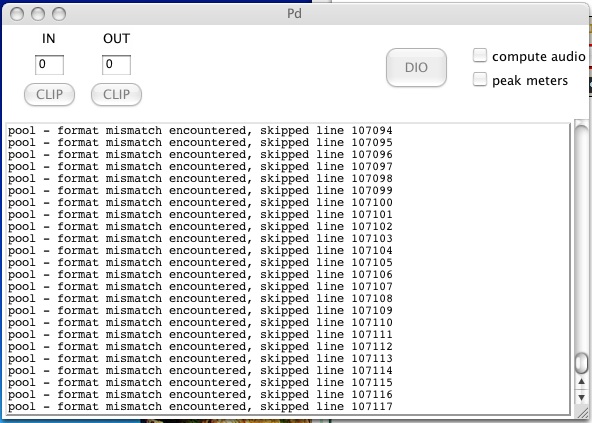 Pd
IN OUT
0 0
CLIP CLIP
DIO
compute audio
peak meters
pool - format mismatch encountered, skipped line 107094
pool - format mismatch encountered, skipped line 107095
pool - format mismatch encountered, skipped line 107096
pool - format mismatch encountered, skipped line 107097
pool - format mismatch encountered, skipped line 107098
pool - format mismatch encountered, skipped line 107099
pool - format mismatch encountered, skipped line 107100
pool - format mismatch encountered, skipped line 107101
pool - format mismatch encountered, skipped line 107102
pool - format mismatch encountered, skipped line 107103
pool - format mismatch encountered, skipped line 107104
pool - format mismatch encountered, skipped line 107105
pool - format mismatch encountered, skipped line 107106
pool - format mismatch encountered, skipped line 107107
pool - format mismatch encountered, skipped line 107108
pool - format mismatch encountered, skipped line 107109
pool - format mismatch encountered, skipped line 107110
pool - format mismatch encountered, skipped line 107111
pool - format mismatch encountered, skipped line 107112
pool - format mismatch encountered, skipped line 107113
pool - format mismatch encountered, skipped line 107114
pool - format mismatch encountered, skipped line 107115
pool - format mismatch encountered, skipped line 107116
pool - format mismatch encountered, skipped line 107117